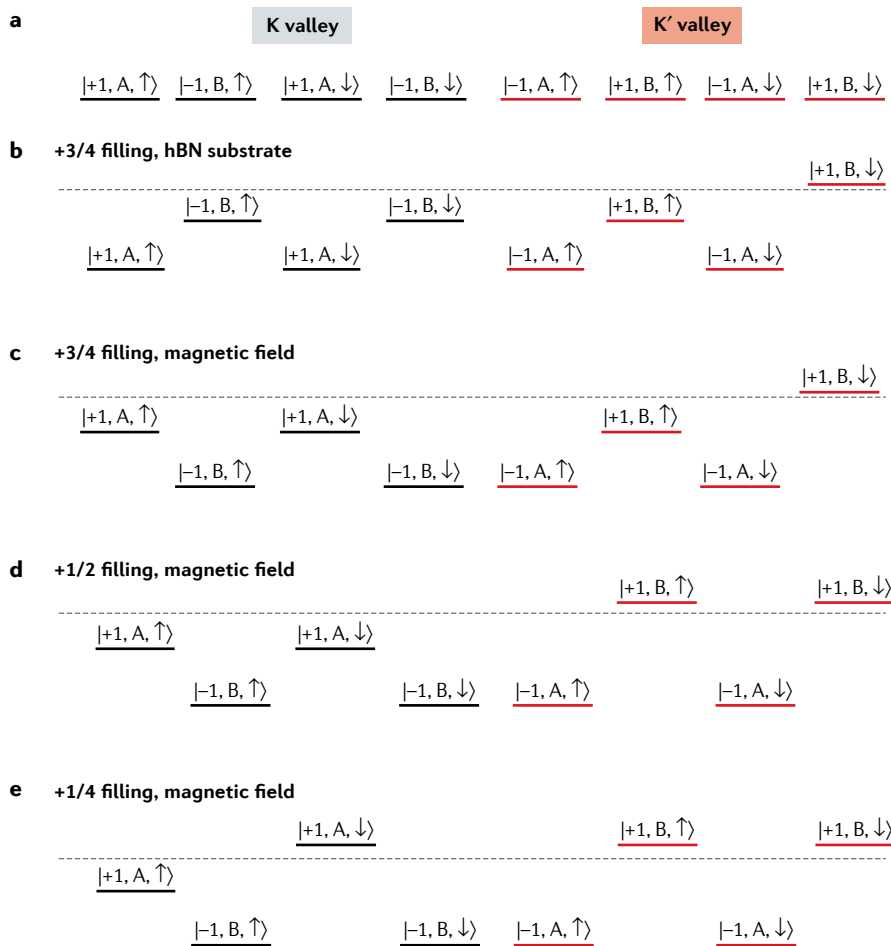 a K valley K′ valley
|+1, A, ↑⟩ |−1, B, ↑⟩ |+1, A, ↓⟩ |−1, B, ↓⟩ |−1, A, ↑⟩ |+1, B, ↑⟩ |−1, A, ↓⟩ |+1, B, ↓⟩
b +3/4 filling, hBN substrate
|+1, B, ↓⟩
|−1, B, ↑⟩ |−1, B, ↓⟩ |+1, B, ↑⟩
|+1, A, ↑⟩ |+1, A, ↓⟩ |−1, A, ↑⟩ |−1, A, ↓⟩
c +3/4 filling, magnetic field
|+1, B, ↓⟩
|+1, A, ↑⟩ |+1, A, ↓⟩ |+1, B, ↑⟩
|−1, B, ↑⟩ |−1, B, ↓⟩ |−1, A, ↑⟩ |−1, A, ↓⟩
d +1/2 filling, magnetic field
|+1, B, ↑⟩ |+1, B, ↓⟩
|+1, A, ↑⟩ |+1, A, ↓⟩
|−1, B, ↑⟩ |−1, B, ↓⟩ |−1, A, ↑⟩ |−1, A, ↓⟩
e +1/4 filling, magnetic field
|+1, A, ↓⟩ |+1, B, ↑⟩ |+1, B, ↓⟩
|+1, A, ↑⟩
|−1, B, ↑⟩ |−1, B, ↓⟩ |−1, A, ↑⟩ |−1, A, ↓⟩